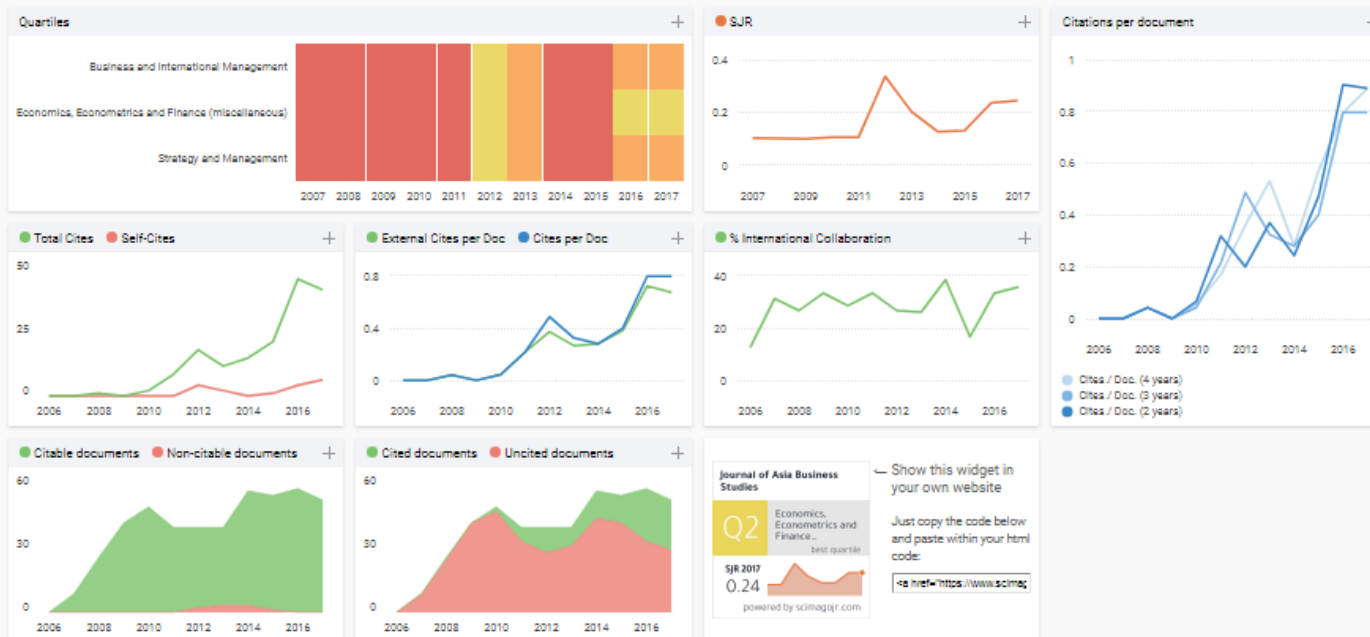 Quartiles
Business and International Management
Economics, Econometrics and Finance (miscellaneous)
Strategy and Management
2007 2008 2009 2010 2011 2012 2013 2014 2015 2016 2017
SJR
0.4
0.2
0
2007 2009 2011 2013 2015 2017
Citations per document
1
0.8
0.6
0.4
0.2
0
2006 2008 2010 2012 2014 2016
Cites / Doc. (4 years)
Cites / Doc. (3 years)
Cites / Doc. (2 years)
Total Cites Self-Cites
50
25
0
2006 2008 2010 2012 2014 2016
External Cites per Doc Cites per Doc
0.8
0.4
0
2006 2008 2010 2012 2014 2016
% International Collaboration
40
20
0
2006 2008 2010 2012 2014 2016
Citable documents Non-citable documents
60
30
0
2006 2008 2010 2012 2014 2016
Cited documents Uncited documents
60
30
0
2006 2008 2010 2012 2014 2016
Journal of Asia Business
Studies
Q2
Economics,
Econometrics and
Finance...
best quartile
SJR 2017
0.24
powered by scimagojr.com
Show this widget in
your own website
Just copy the code below
and paste within your html
code:
<a href="https://www.scimag